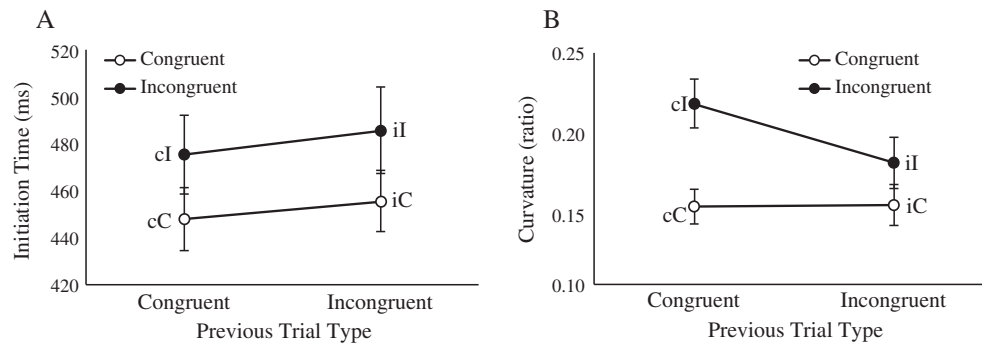 A
Initiation Time (ms)
520
500
480
460
440
420
Congruent
Incongruent
cI
iI
cC
iC
Congruent
Incongruent
Previous Trial Type
B
Curvature (ratio)
0.25
0.20
0.15
0.10
Congruent
Incongruent
cI
iI
cC
iC
Congruent
Incongruent
Previous Trial Type